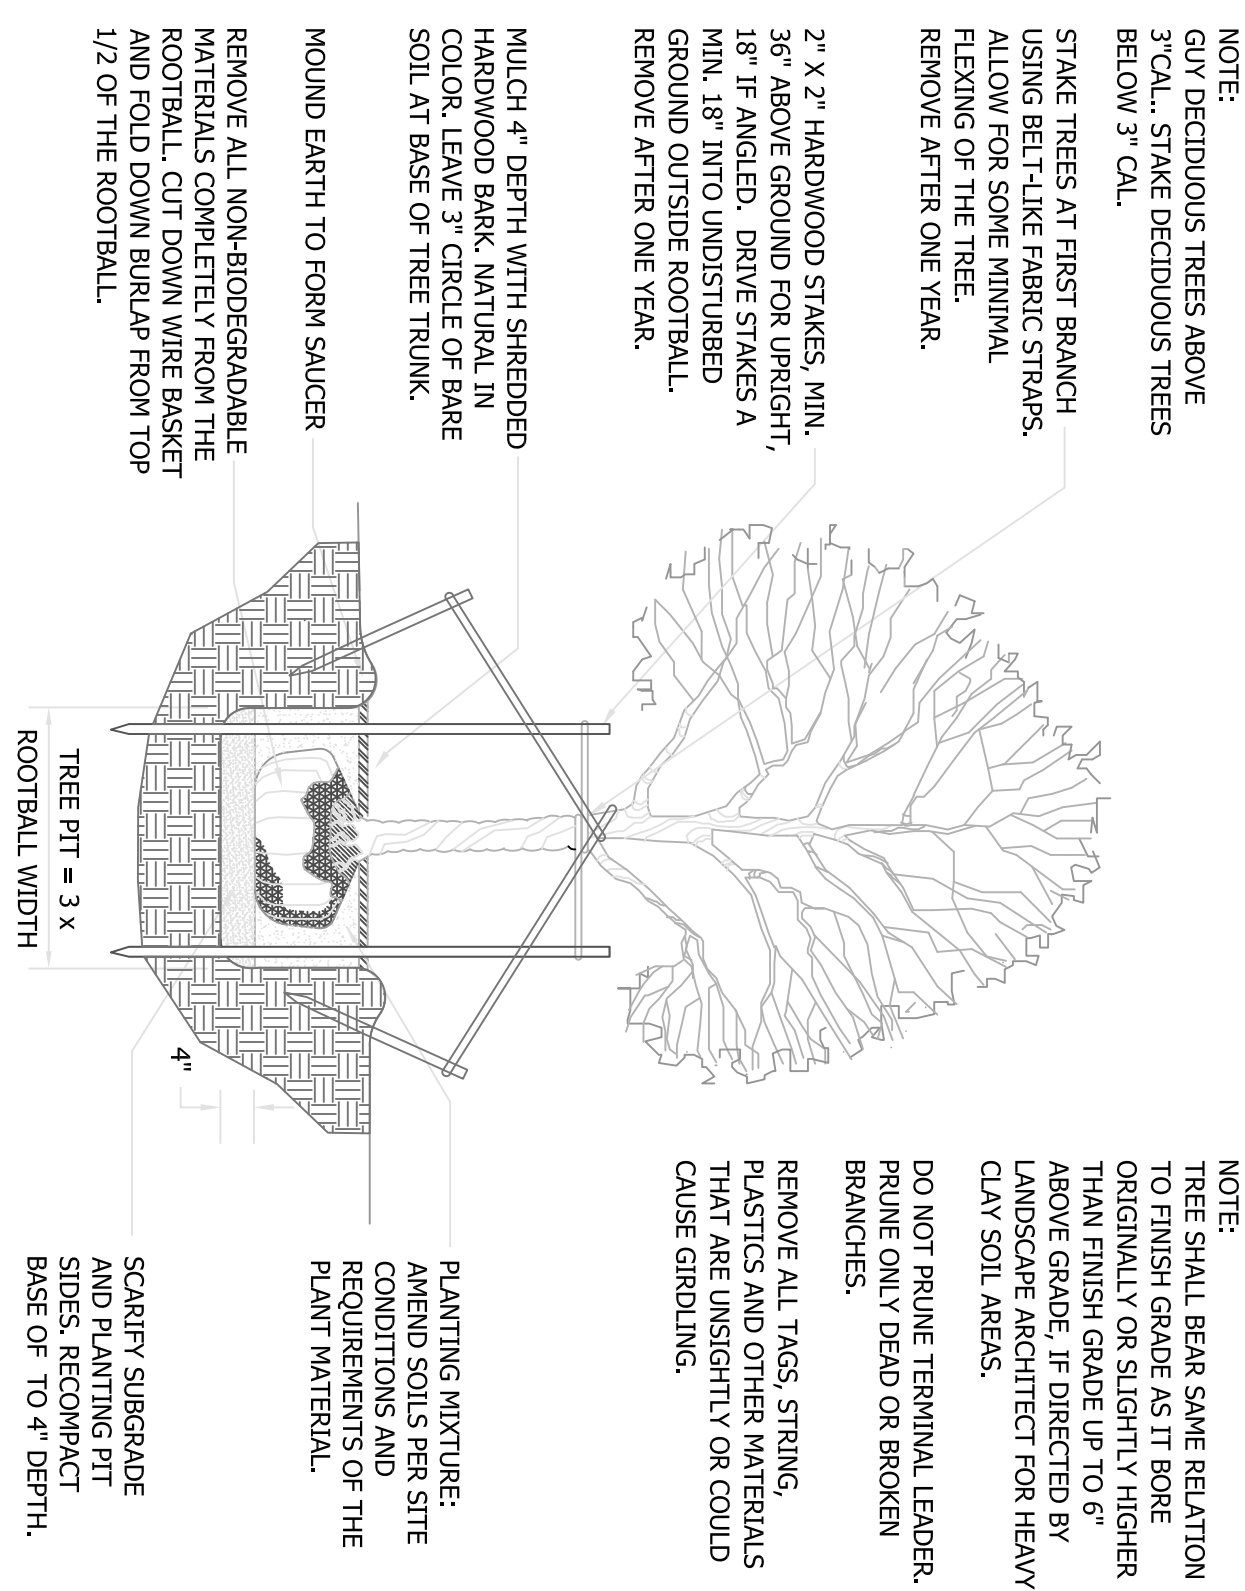 NOTE:
GUY DECIDUOUS TREES ABOVE
3"CAL.. STAKE DECIDUOUS TREES
BELOW 3" CAL.
STAKE TREES AT FIRST BRANCH
USING BELT-LIKE FABRIC STRAPS.
ALLOW FOR SOME MINIMAL
FLEXING OF THE TREE.
REMOVE AFTER ONE YEAR.
2" X 2" HARDWOOD STAKES, MIN.
36" ABOVE GROUND FOR UPRIGHT,
18" IF ANGLED. DRIVE STAKES A
MIN. 18" INTO UNDISTURBED
GROUND OUTSIDE ROOTBALL.
REMOVE AFTER ONE YEAR.
MULCH 4" DEPTH WITH SHREDDED
HARDWOOD BARK. NATURAL IN
COLOR. LEAVE 3" CIRCLE OF BARE
SOIL AT BASE OF TREE TRUNK.
MOUND EARTH TO FORM SAUCER
REMOVE ALL NON-BIODEGRADABLE
MATERIALS COMPLETELY FROM THE
ROOTBALL. CUT DOWN WIRE BASKET
AND FOLD DOWN BURLAP FROM TOP
1/2 OF THE ROOTBALL.
TREE PIT = 3 x
ROOTBALL WIDTH
4"
NOTE:
TREE SHALL BEAR SAME RELATION
TO FINISH GRADE AS IT BORE
ORIGINALLY OR SLIGHTLY HIGHER
THAN FINISH GRADE UP TO 6"
ABOVE GRADE, IF DIRECTED BY
LANDSCAPE ARCHITECT FOR HEAVY
CLAY SOIL AREAS.
DO NOT PRUNE TERMINAL LEADER.
PRUNE ONLY DEAD OR BROKEN
BRANCHES.
REMOVE ALL TAGS, STRING,
PLASTICS AND OTHER MATERIALS
THAT ARE UNSIGHTLY OR COULD
CAUSE GIRDLING.
PLANTING MIXTURE:
AMEND SOILS PER SITE
CONDITIONS AND
REQUIREMENTS OF THE
PLANT MATERIAL.
SCARIFY SUBGRADE
AND PLANTING PIT
SIDES. RECOMPACT
BASE OF TO 4" DEPTH.